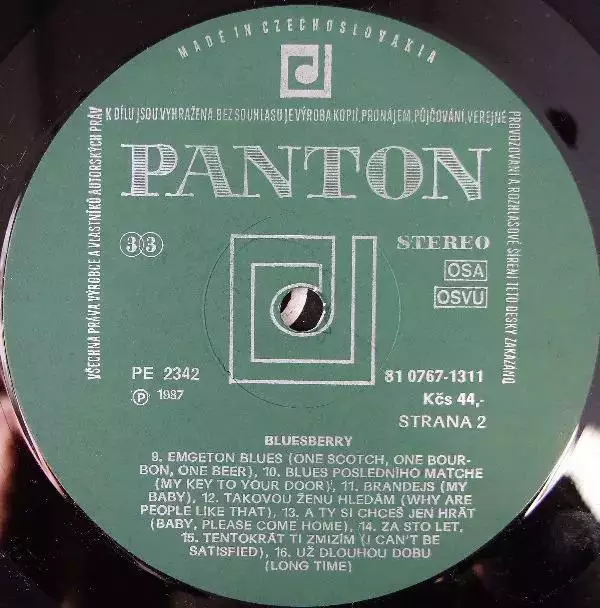 MADE IN CZECHOSLOVAKIA
VŠECHNA PRÁVA VÝROBCE A VLASTNÍKŮ AUTORSKÝCH PRÁV
K DÍLU JSOU VYHRAŽENA. BEZ SOUHLASU JE VÝROBA KOPIÍ, PRONÁJEM, PŮJČOVÁNÍ, VEREJNÉ
PROVOZOVÁNÍ A ROZHLASOVÉ ŠÍŘENÍ TÉTO DESKY ZAKÁZÁNO
PANTON
33
STEREO
OSA
OSVU
PE 2342
81 0767-1311
Ⓟ 1987
Kčs 44,-
STRANA 2
BLUESBERRY
9. EMGETON BLUES (ONE SCOTCH, ONE BOUR-
BON, ONE BEER), 10. BLUES POSLEDNÍHO MATCHE
(MY KEY TO YOUR DOOR), 11. BRANDEJS (MY
BABY), 12. TAKOVOU ŽENU HLEDÁM (WHY ARE
PEOPLE LIKE THAT), 13. A TY SI CHCEŠ JEN HRÁT
(BABY, PLEASE COME HOME), 14. ZA STO LET,
15. TENTOKRÁT TI ZMIZÍM (I CAN'T BE
SATISFIED), 16. UŽ DLOUHOU DOBU
(LONG TIME)